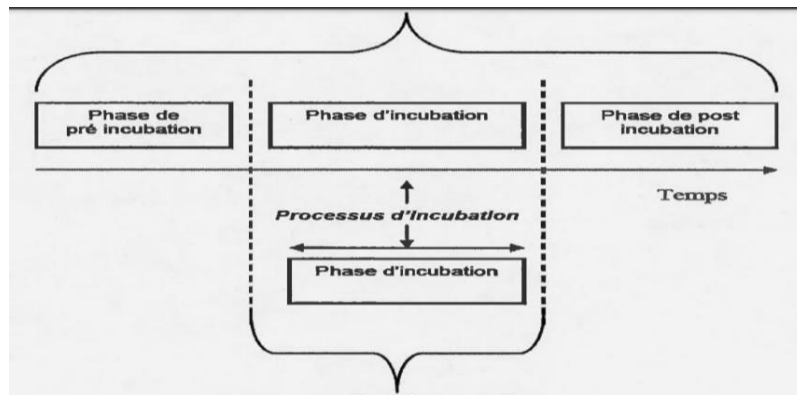 Phase de
pré incubation
Phase d'incubation
Phase de post
incubation
Temps
Processus d'Incubation
Phase d'incubation